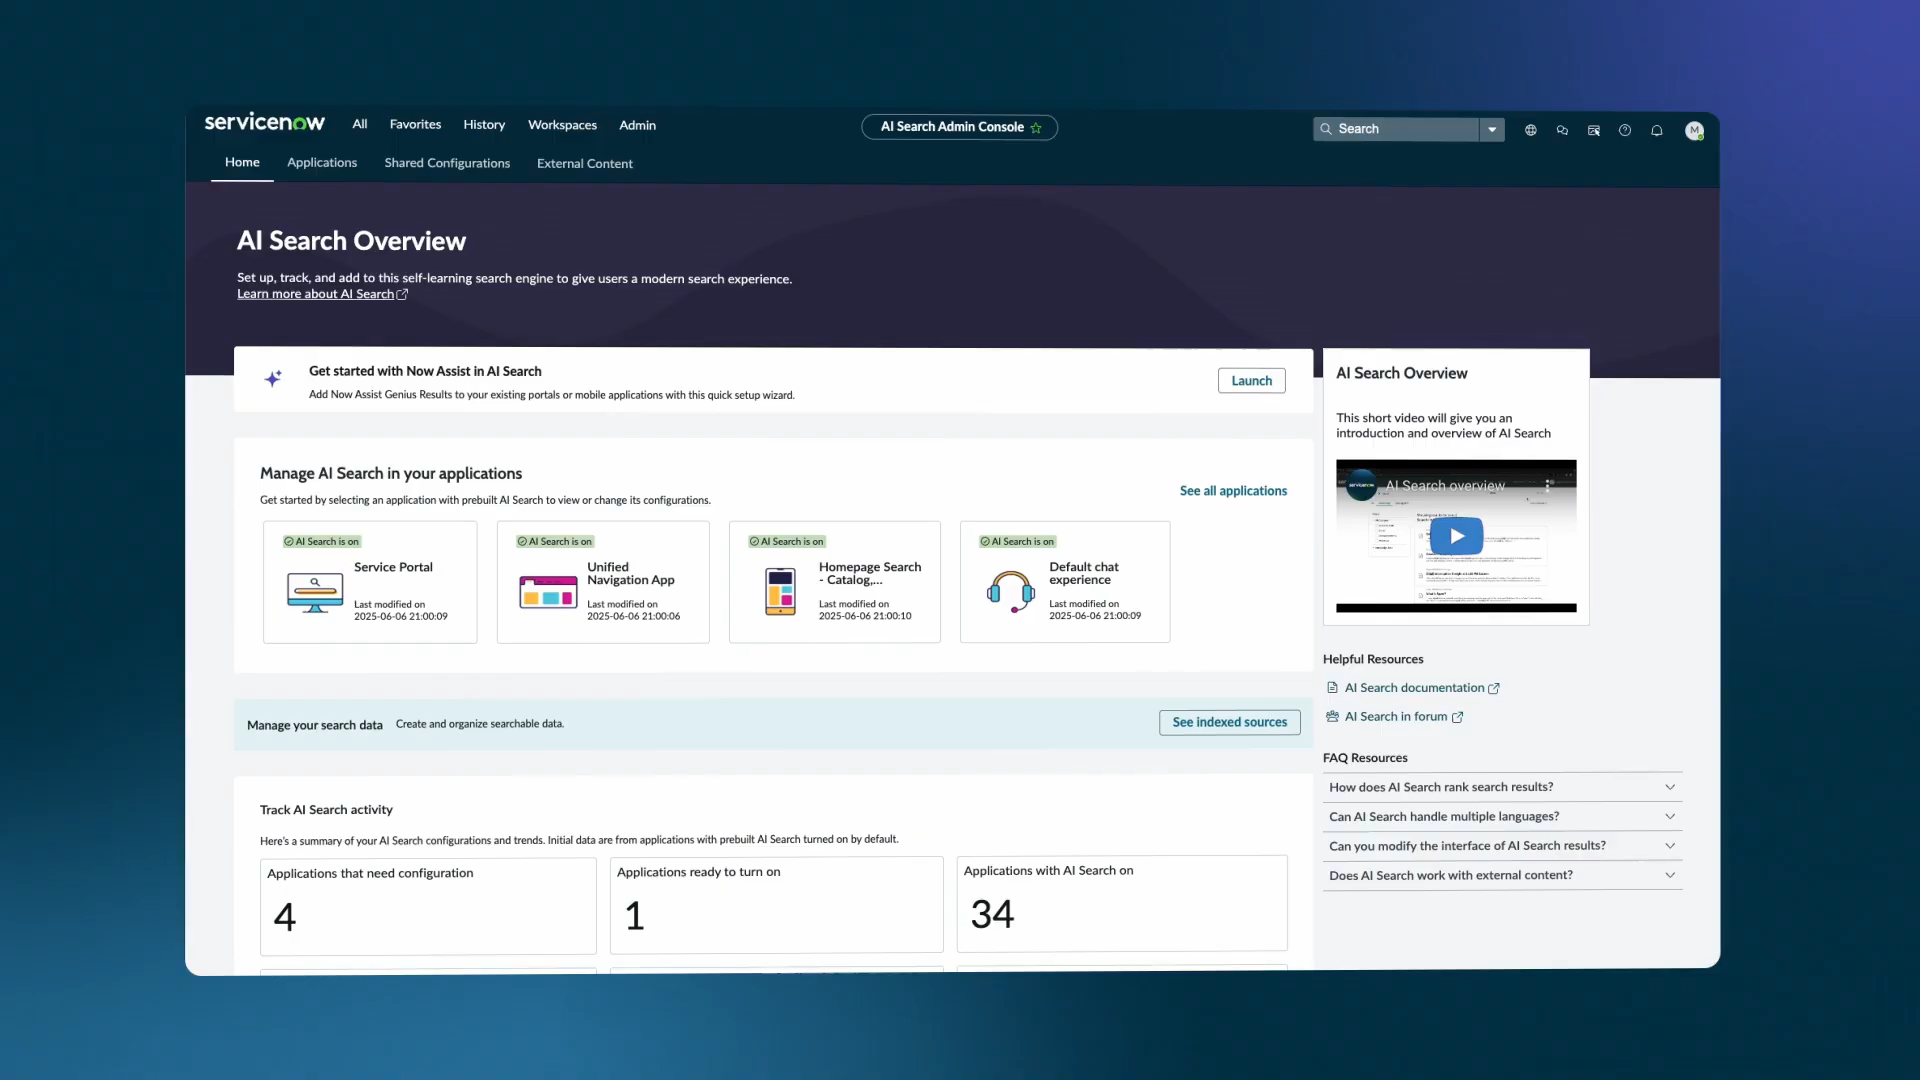 servicenow
All
Favorites
History
Workspaces
Admin
AI Search Admin Console
Search
M
Home
Applications
Shared Configurations
External Content
AI Search Overview
Set up, track, and add to this self-learning search engine to give users a modern search experience.
Learn more about AI Search
Get started with Now Assist in AI Search
Add Now Assist Genius Results to your existing portals or mobile applications with this quick setup wizard.
Launch
Manage AI Search in your applications
Get started by selecting an application with prebuilt AI Search to view or change its configurations.
See all applications
AI Search is on
Service Portal
Last modified on
2025-06-06 21:00:09
AI Search is on
Unified
Navigation App
Last modified on
2025-06-06 21:00:06
AI Search is on
Homepage Search
- Catalog,...
Last modified on
2025-06-06 21:00:10
AI Search is on
Default chat
experience
Last modified on
2025-06-06 21:00:09
Manage your search data
Create and organize searchable data.
See indexed sources
Track AI Search activity
Here's a summary of your AI Search configurations and trends. Initial data are from applications with prebuilt AI Search turned on by default.
Applications that need configuration
4
Applications ready to turn on
1
Applications with AI Search on
34
AI Search Overview
This short video will give you an
introduction and overview of AI Search
servicenow
AI Search overview
Helpful Resources
AI Search documentation
AI Search in forum
FAQ Resources
How does AI Search rank search results?
Can AI Search handle multiple languages?
Can you modify the interface of AI Search results?
Does AI Search work with external content?